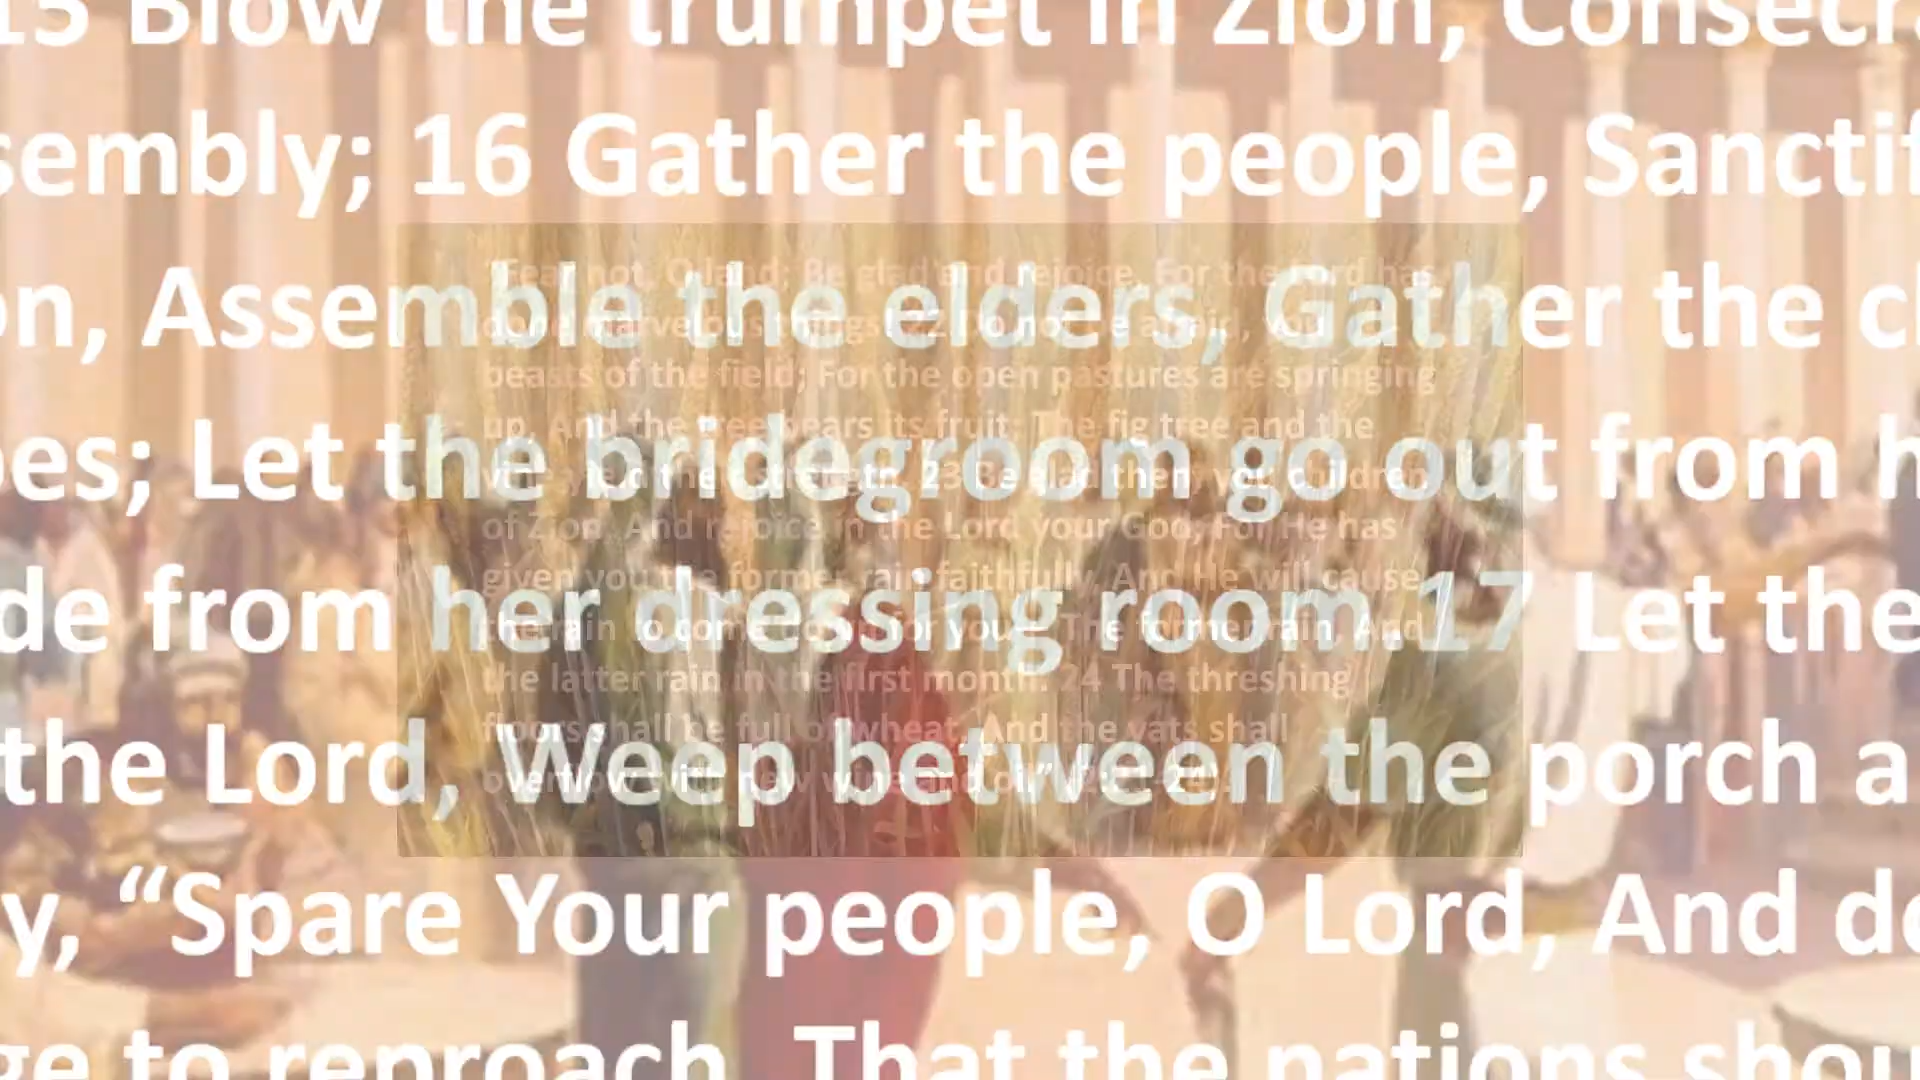 15 Blow the trumpet in Zion, Consecra
sembly; 16 Gather the people, Sanctif
on, Assemble the elders, Gather the c
es; Let the bridegroom go out from h
de from her dressing room.17 Let the
the Lord, Weep between the porch a
y, “Spare Your people, O Lord, And do
ge to reproach, That the nations shou
Fear not, O land; Be glad and rejoice, For the Lord has
done marvelous things! 22 Do not be afraid, you
beasts of the field; For the open pastures are springing
up, And the tree bears its fruit; The fig tree and the
vine yield their strength. 23 Be glad then, you children
of Zion, And rejoice in the Lord your God; For He has
given you the former rain faithfully, And He will cause
the rain to come down for you— The former rain, And
the latter rain in the first month. 24 The threshing
floors shall be full of wheat, And the vats shall
overflow with new wine and oil”